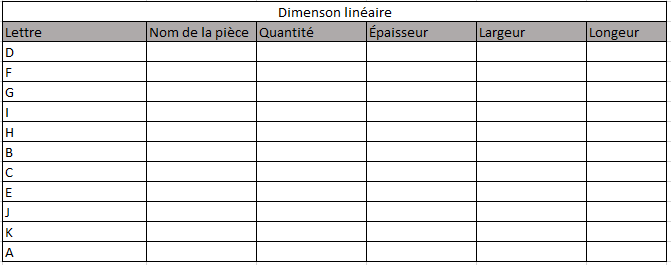 Dimenson linéaire
Lettre Nom de la pièce Quantité Épaisseur Largeur Longeur
D
F
G
I
H
B
C
E
J
K
A